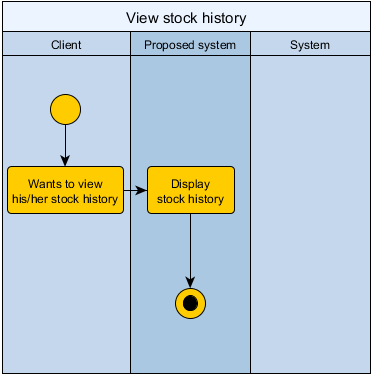 View stock history
Client
Proposed system
System
Wants to view
his/her stock history
Display
stock history